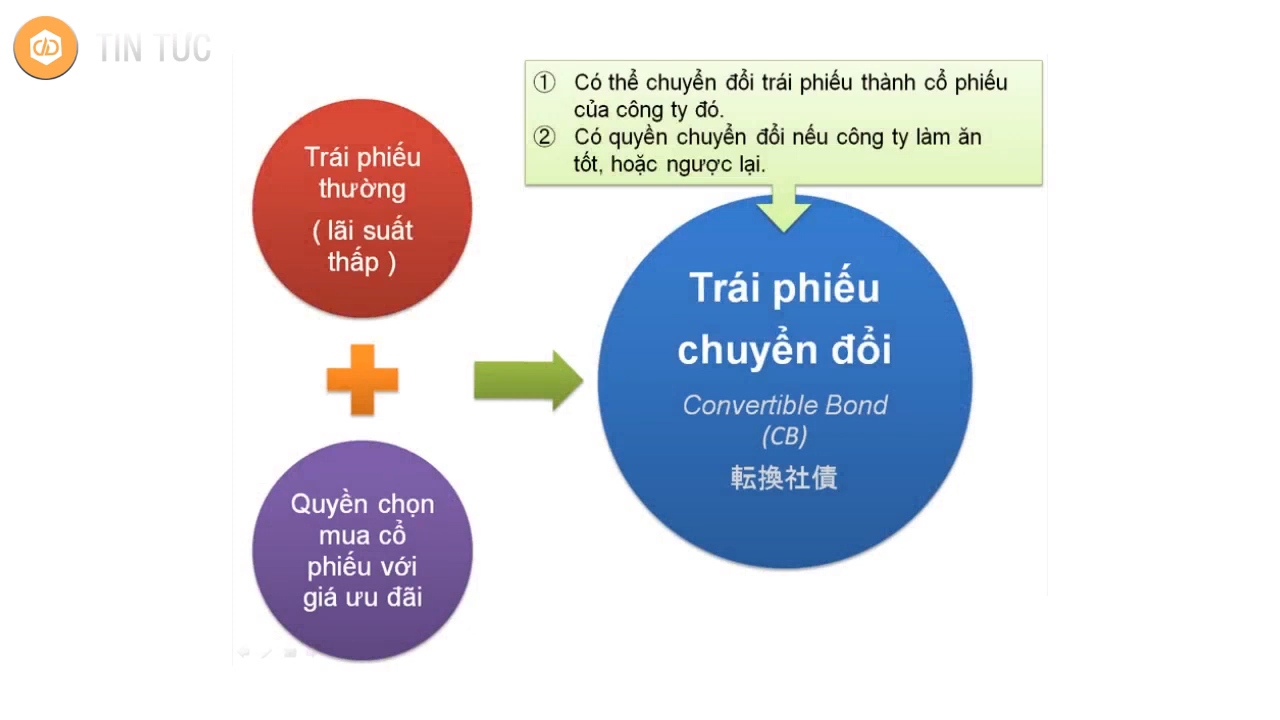 TIN TỨC
① Có thể chuyển đổi trái phiếu thành cổ phiếu
của công ty đó.
② Có quyền chuyển đổi nếu công ty làm ăn
tốt, hoặc ngược lại.
Trái phiếu
thường
( lãi suất
thấp )
Quyền chọn
mua cổ
phiếu với
giá ưu đãi
Trái phiếu
chuyển đổi
Convertible Bond
(CB)
転換社債